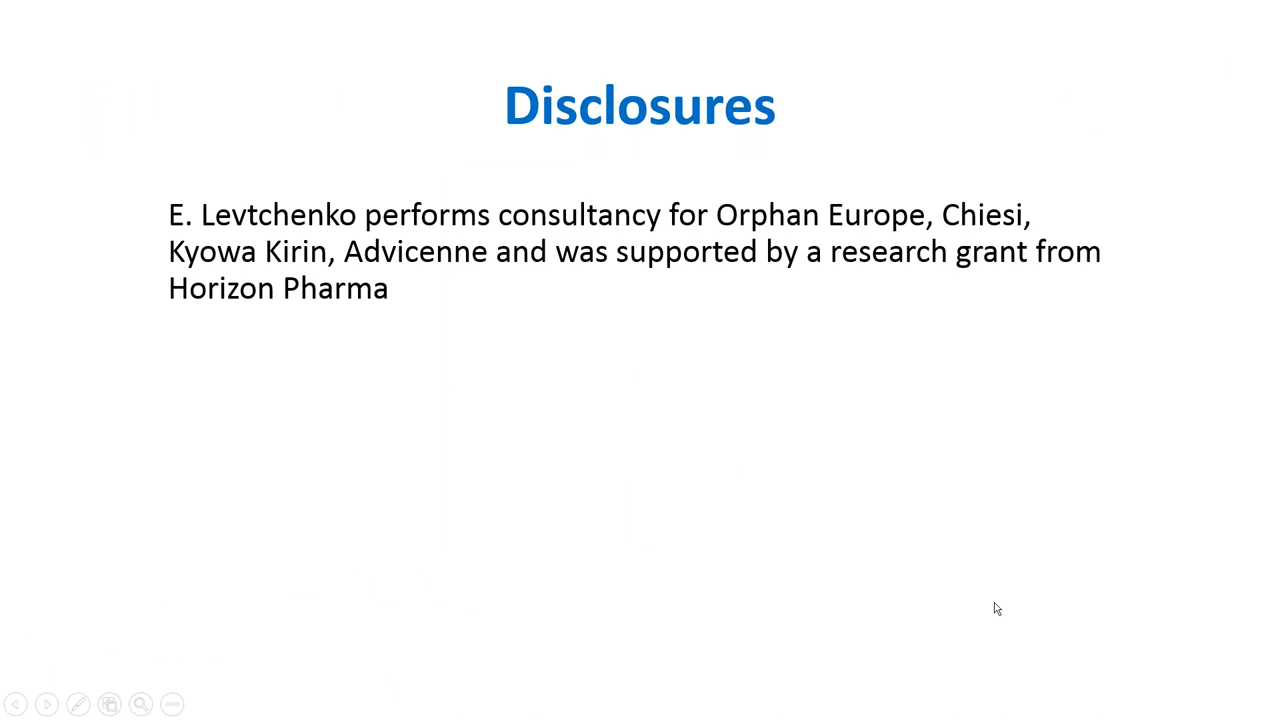 Disclosures
E. Levtchenko performs consultancy for Orphan Europe, Chiesi,
Kyowa Kirin, Advicenne and was supported by a research grant from
Horizon Pharma